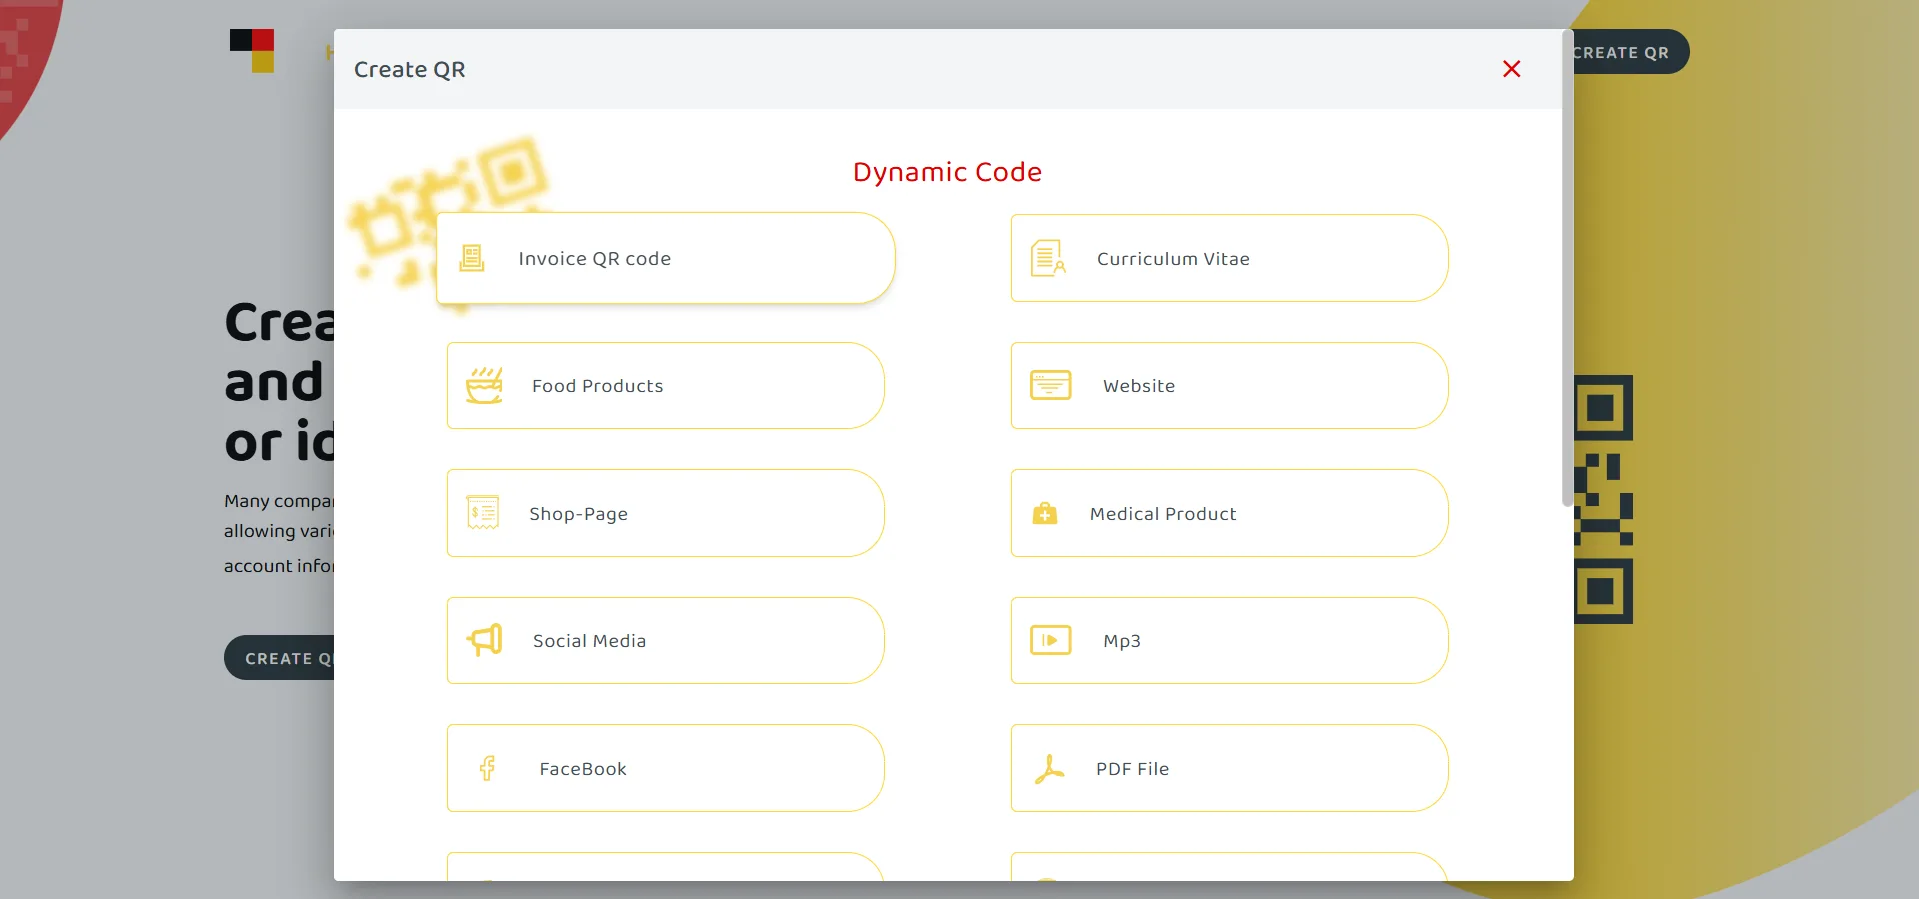 CREATE QR
Create QR
Dynamic Code
Invoice QR code
Curriculum Vitae
Food Products
Website
Shop-Page
Medical Product
Social Media
Mp3
FaceBook
PDF File
Crea
and
or id
Many compa
allowing vari
account infor
CREATE Q